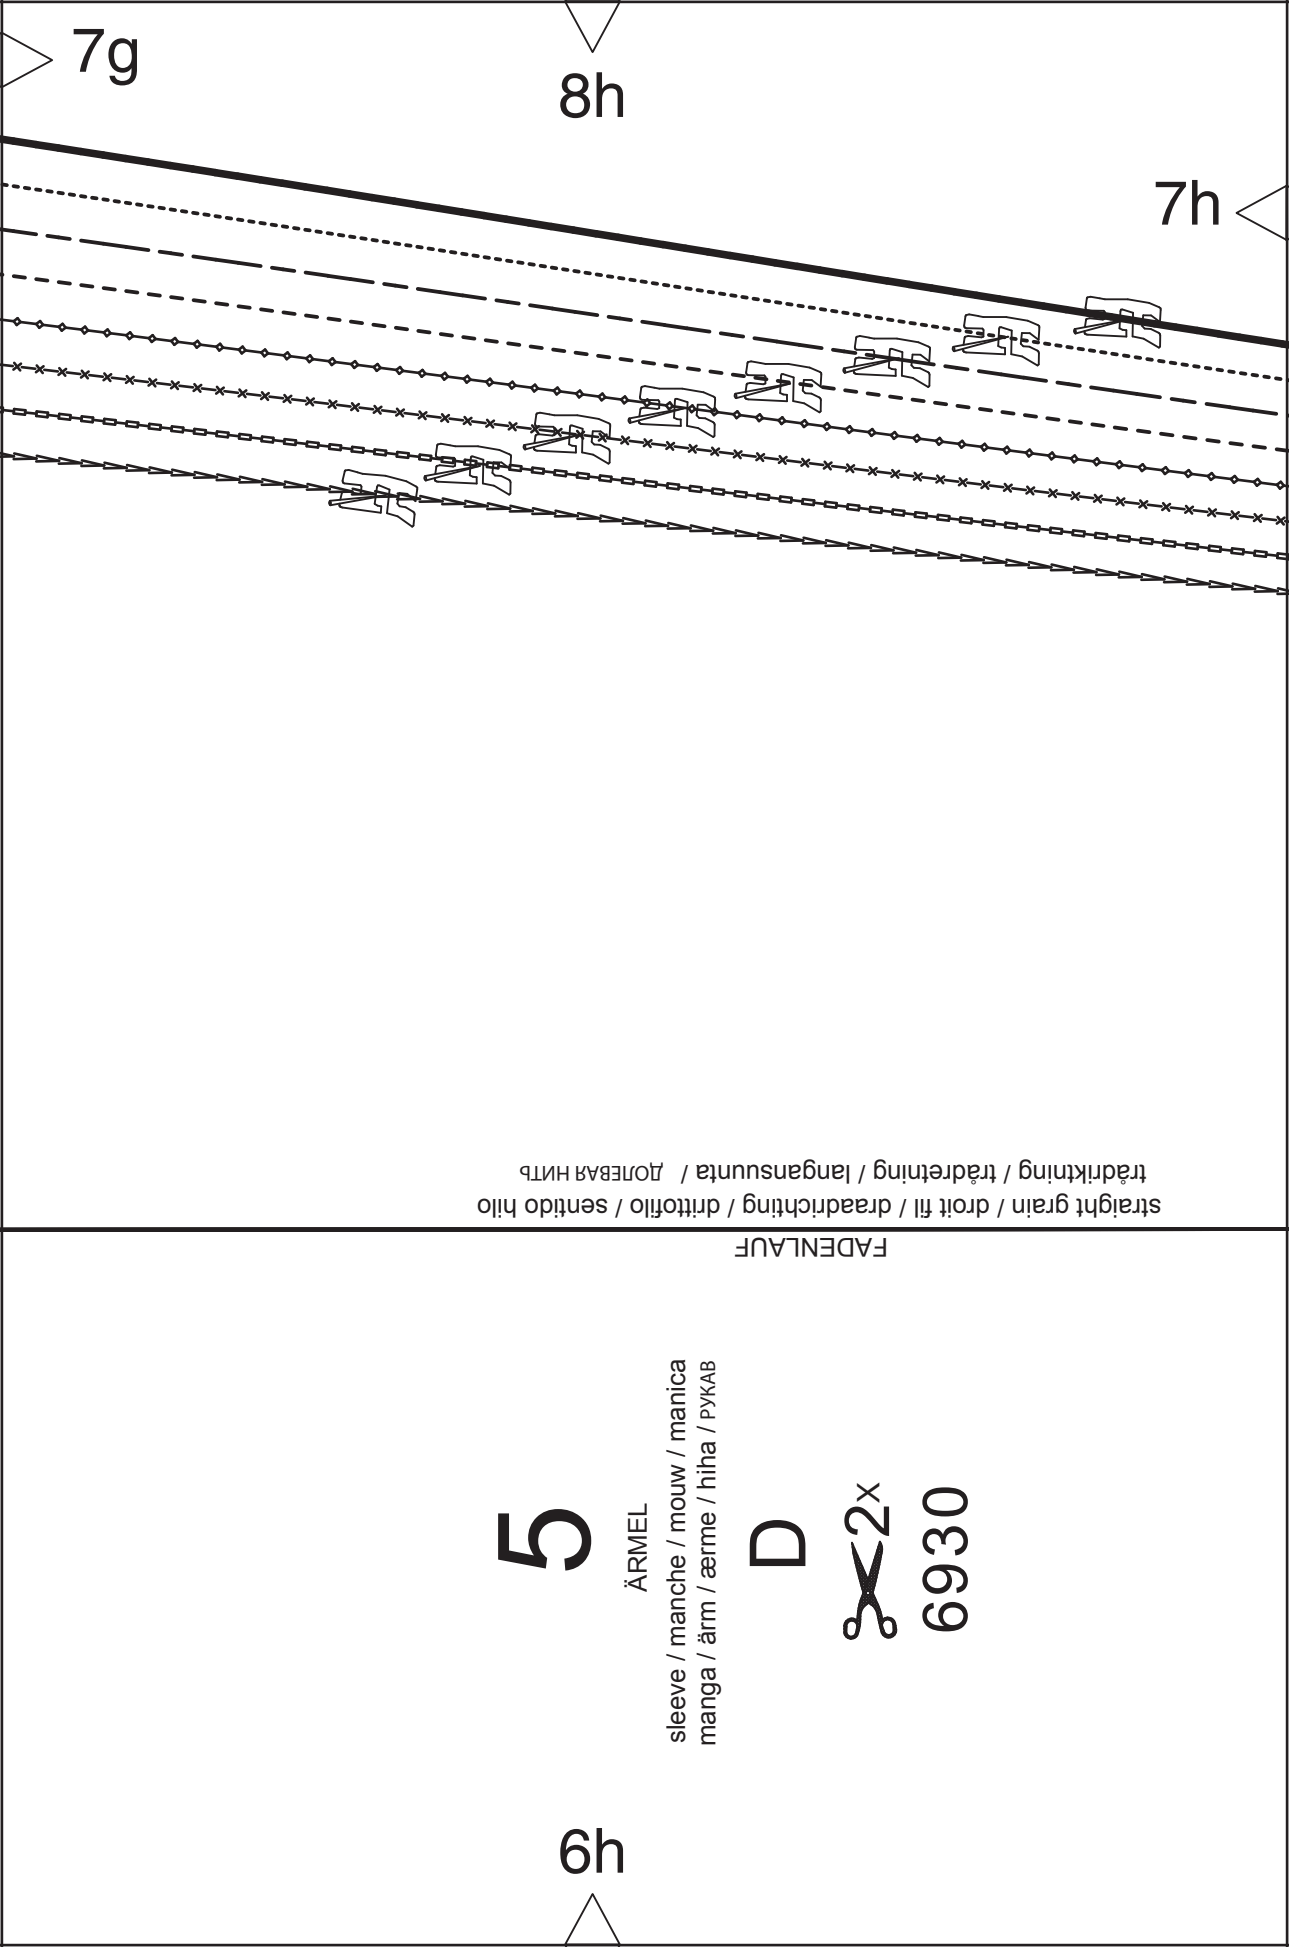 7g
8h
7h
straight grain / droit fil / draadrichting / drittofilo / sentido hilo
trådriktning / trådretning / langansuunta / ДОЛЕВАЯ НИТЬ
FADENLAUF
5
ÄRMEL
sleeve / manche / mouw / manica
manga / ärm / ærme / hiha / РУКАВ
D
2x
6930
6h